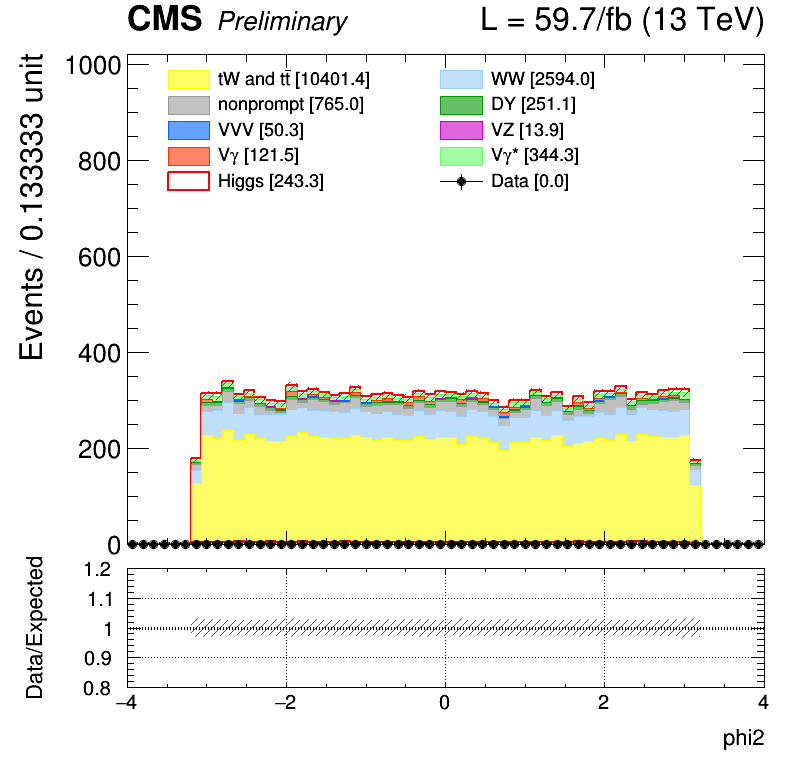 CMS Preliminary L = 59.7/fb (13 TeV)
Events / 0.133333 unit
1000
800
600
400
200
0
tW and tt̄ [10401.4] WW [2594.0]
nonprompt [765.0] DY [251.1]
VVV [50.3] VZ [13.9]
Vγ [121.5] Vγ* [344.3]
Higgs [243.3] Data [0.0]
Data/Expected
1.2
1.1
1
0.9
0.8
−4 −2 0 2 4
phi2